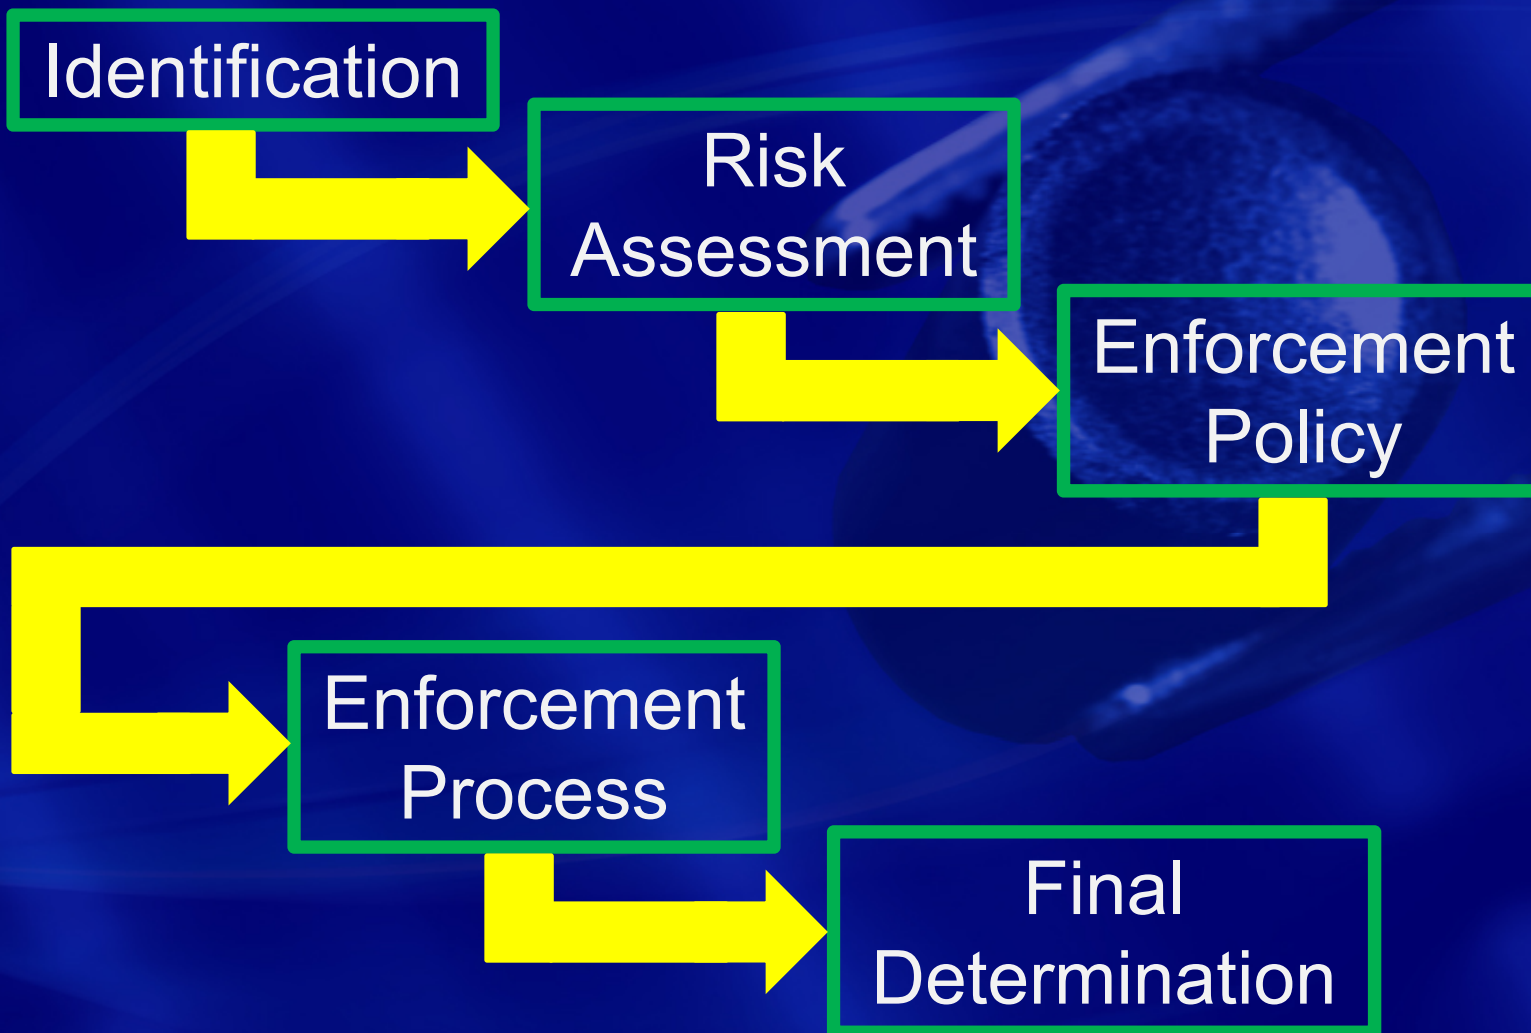 Identification
Risk
Assessment
Enforcement
Policy
Enforcement
Process
Final
Determination